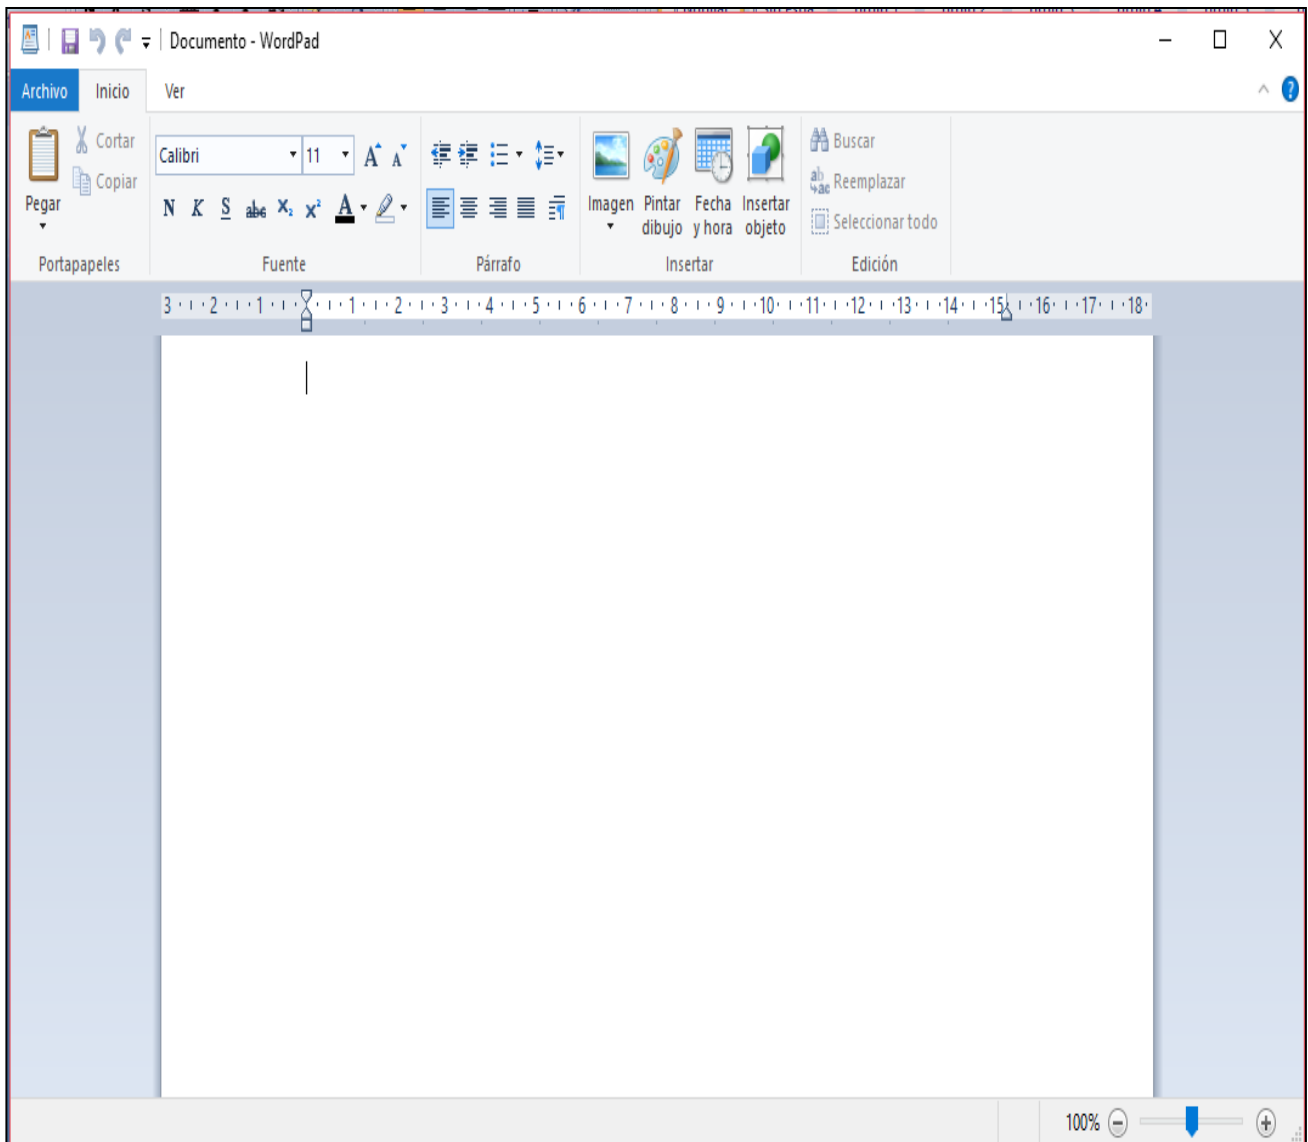 Documento - WordPad
Archivo Inicio Ver
Pegar
Cortar
Copiar
Portapapeles
Calibri 11 A A
N K S abc X₂ X² A
Fuente
Párrafo
Imagen Pintar dibujo Fecha y hora Insertar objeto
Insertar
Buscar
Reemplazar
Seleccionar todo
Edición
3 2 1 1 2 3 4 5 6 7 8 9 10 11 12 13 14 15 16 17 18
100%